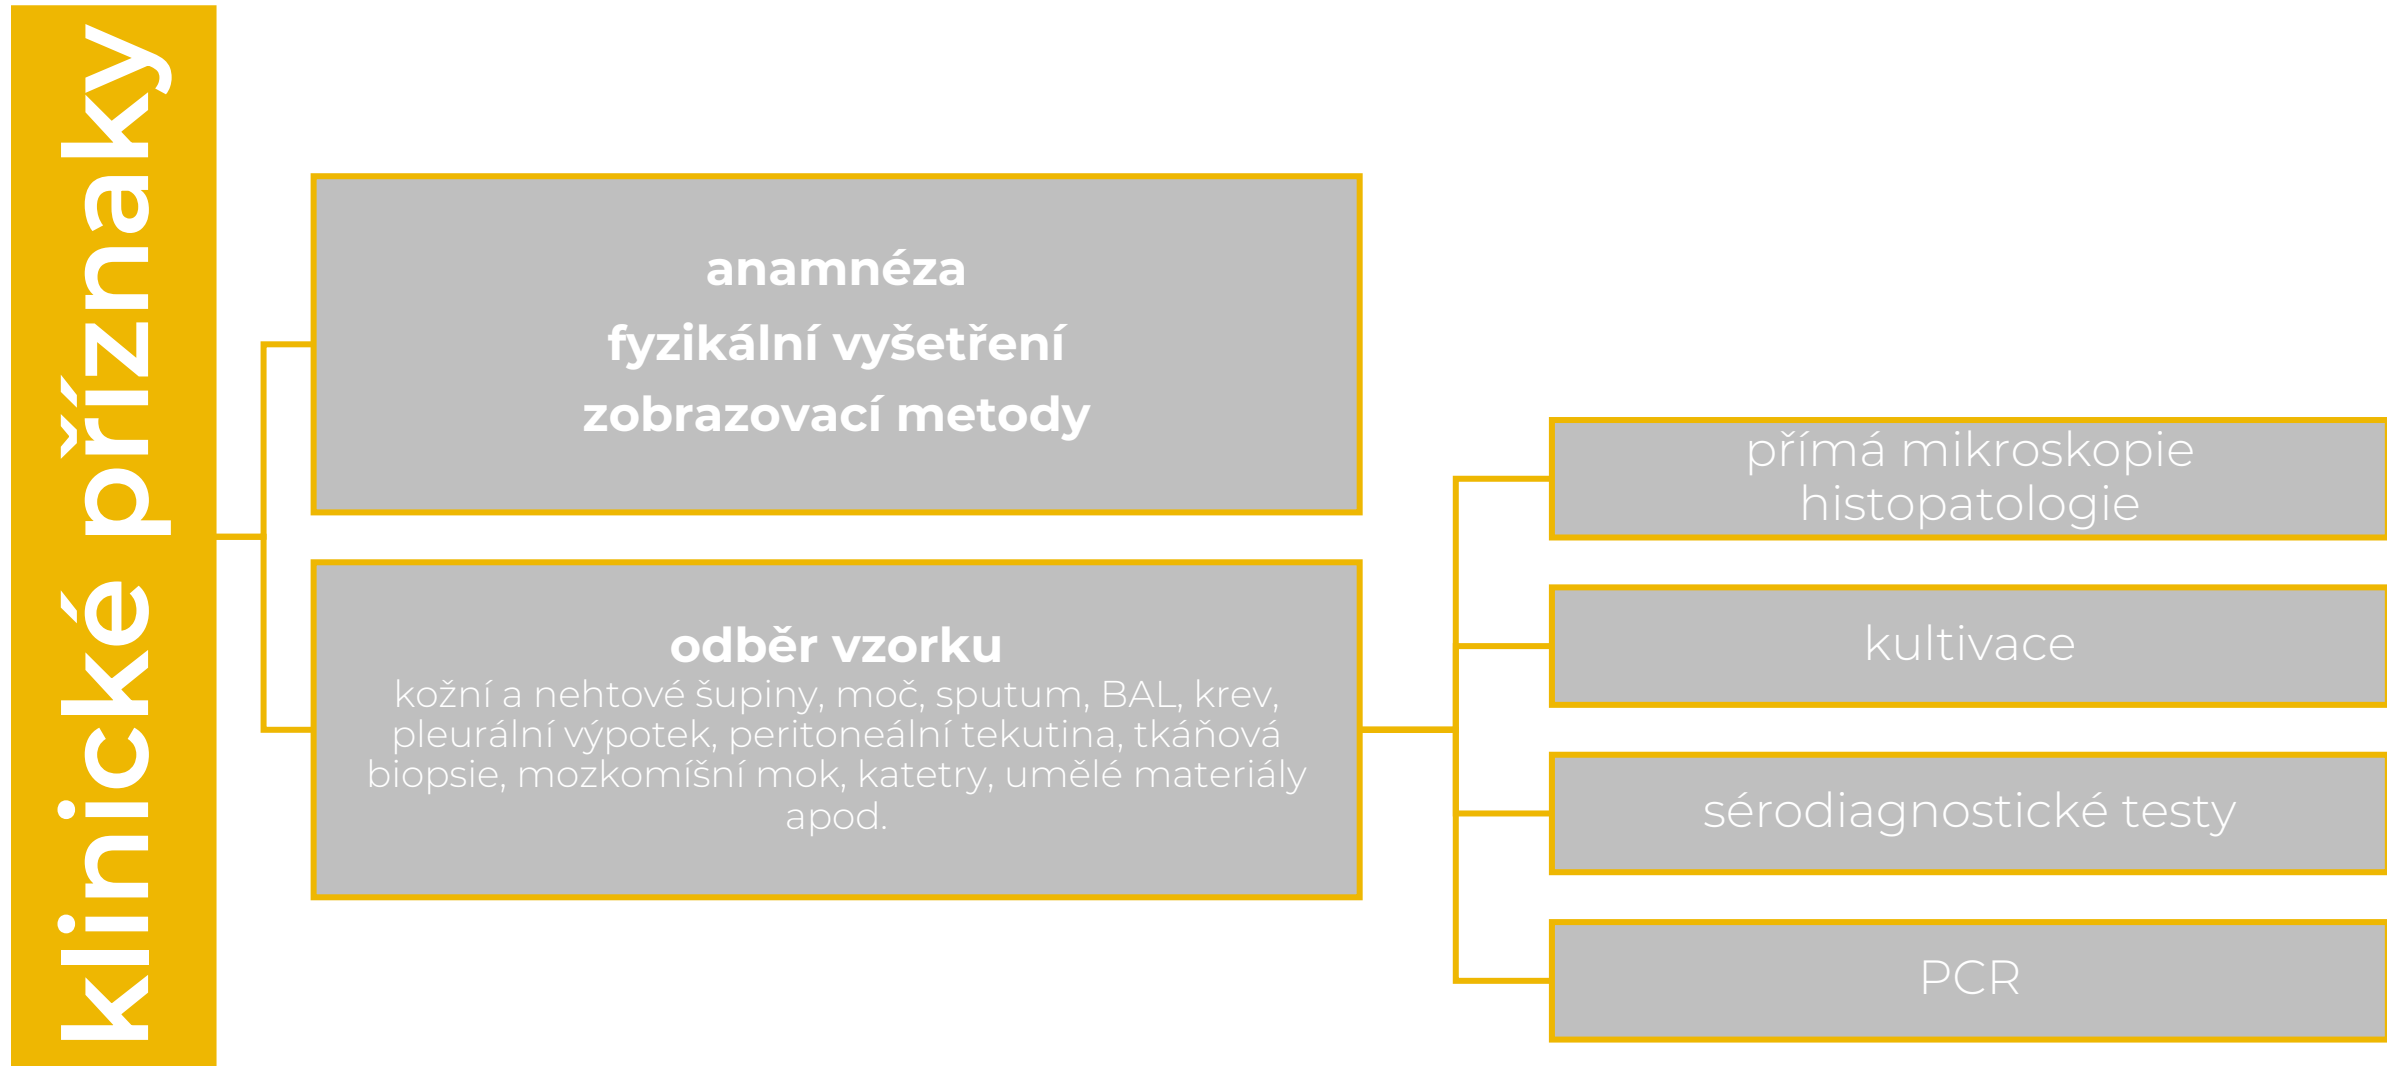 klinické příznaky
anamnéza
fyzikální vyšetření
zobrazovací metody
odběr vzorku
kožní a nehtové šupiny, moč, sputum, BAL, krev,
pleurální výpotek, peritoneální tekutina, tkáňová
biopsie, mozkomíšní mok, katetry, umělé materiály
apod.
přímá mikroskopie
histopatologie
kultivace
sérodiagnostické testy
PCR